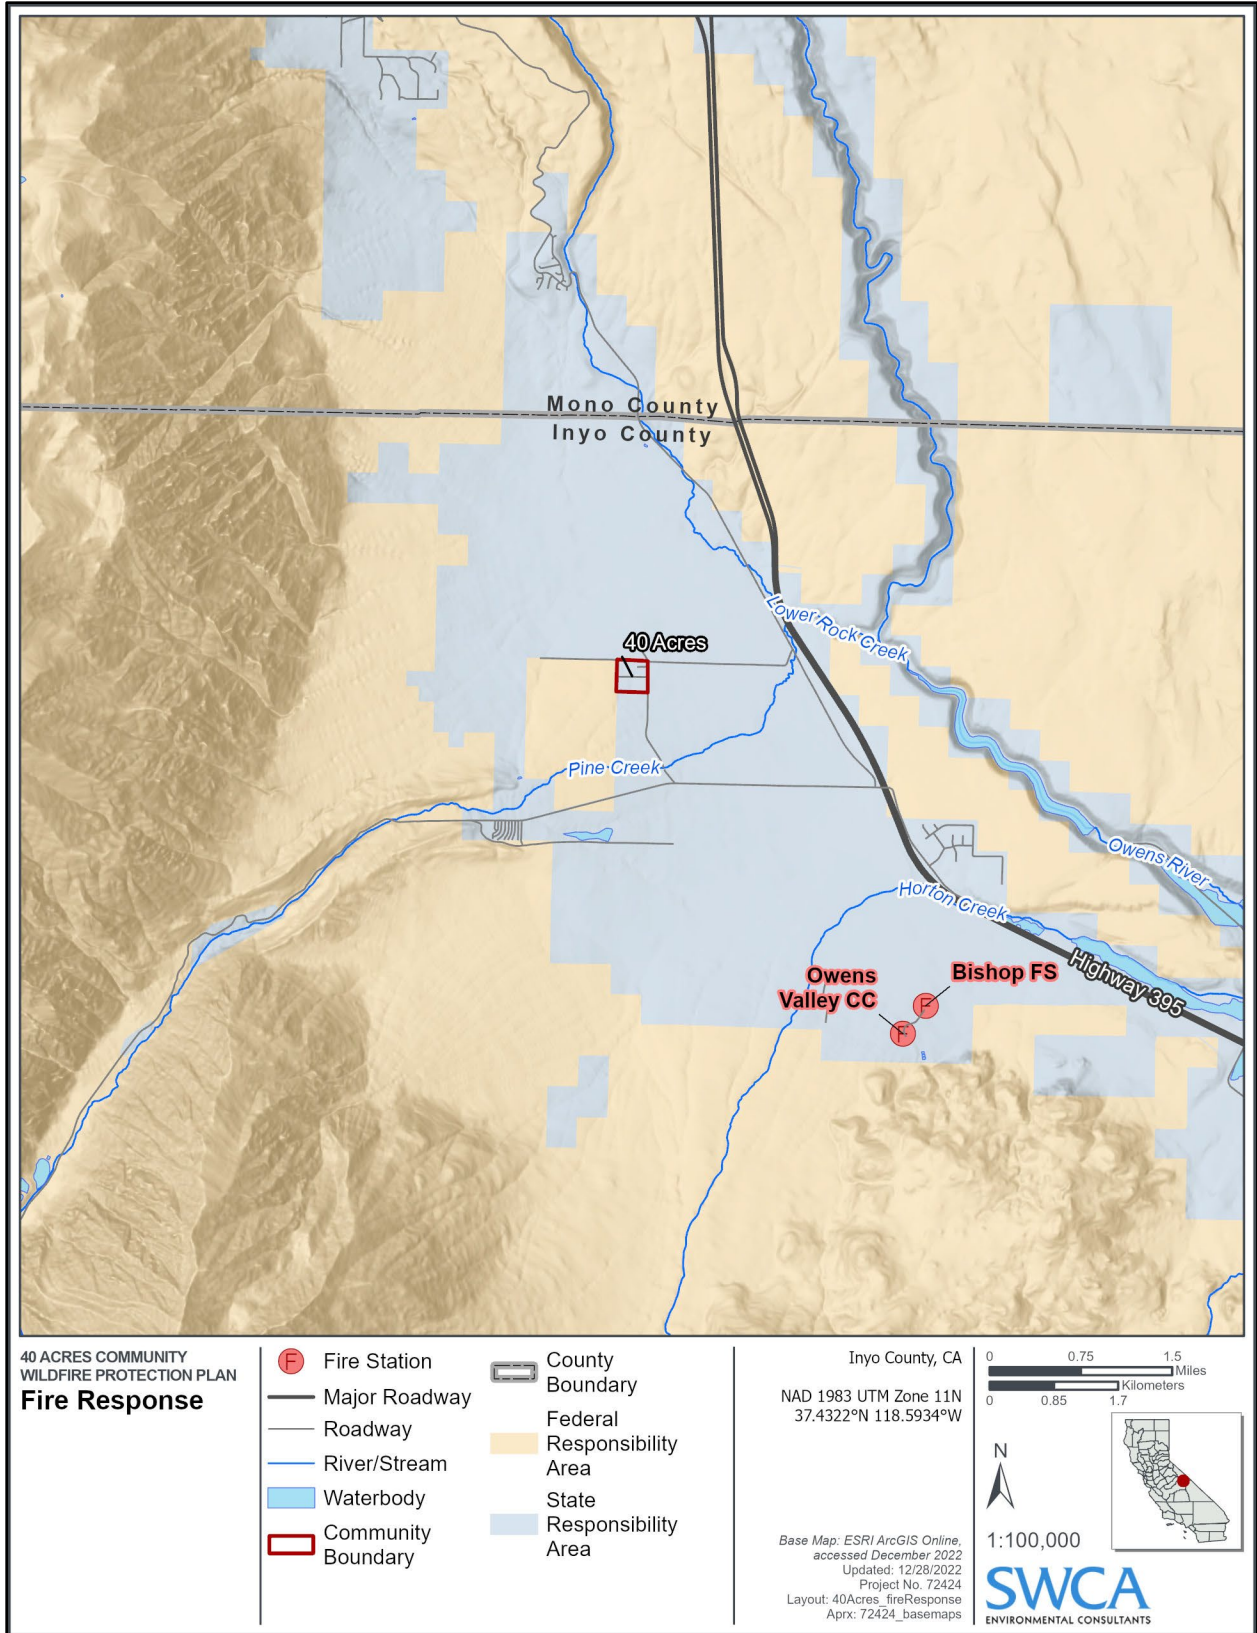 Mono County
Inyo County
Lower Rock Creek
40 Acres
Pine Creek
Owens River
Horton Creek
Highway 395
Owens
Valley CC
Bishop FS
F
F
40 ACRES COMMUNITY
WILDFIRE PROTECTION PLAN
Fire Response
F
Fire Station
Major Roadway
Roadway
River/Stream
Waterbody
Community
Boundary
County
Boundary
Federal
Responsibility
Area
State
Responsibility
Area
Inyo County, CA
NAD 1983 UTM Zone 11N
37.4322°N 118.5934°W
Base Map: ESRI ArcGIS Online,
accessed December 2022
Updated: 12/28/2022
Project No. 72424
Layout: 40Acres_fireResponse
Aprx: 72424_basemaps
0 0.75 1.5
Miles
Kilometers
0 0.85 1.7
N
1:100,000
SWCA
ENVIRONMENTAL CONSULTANTS